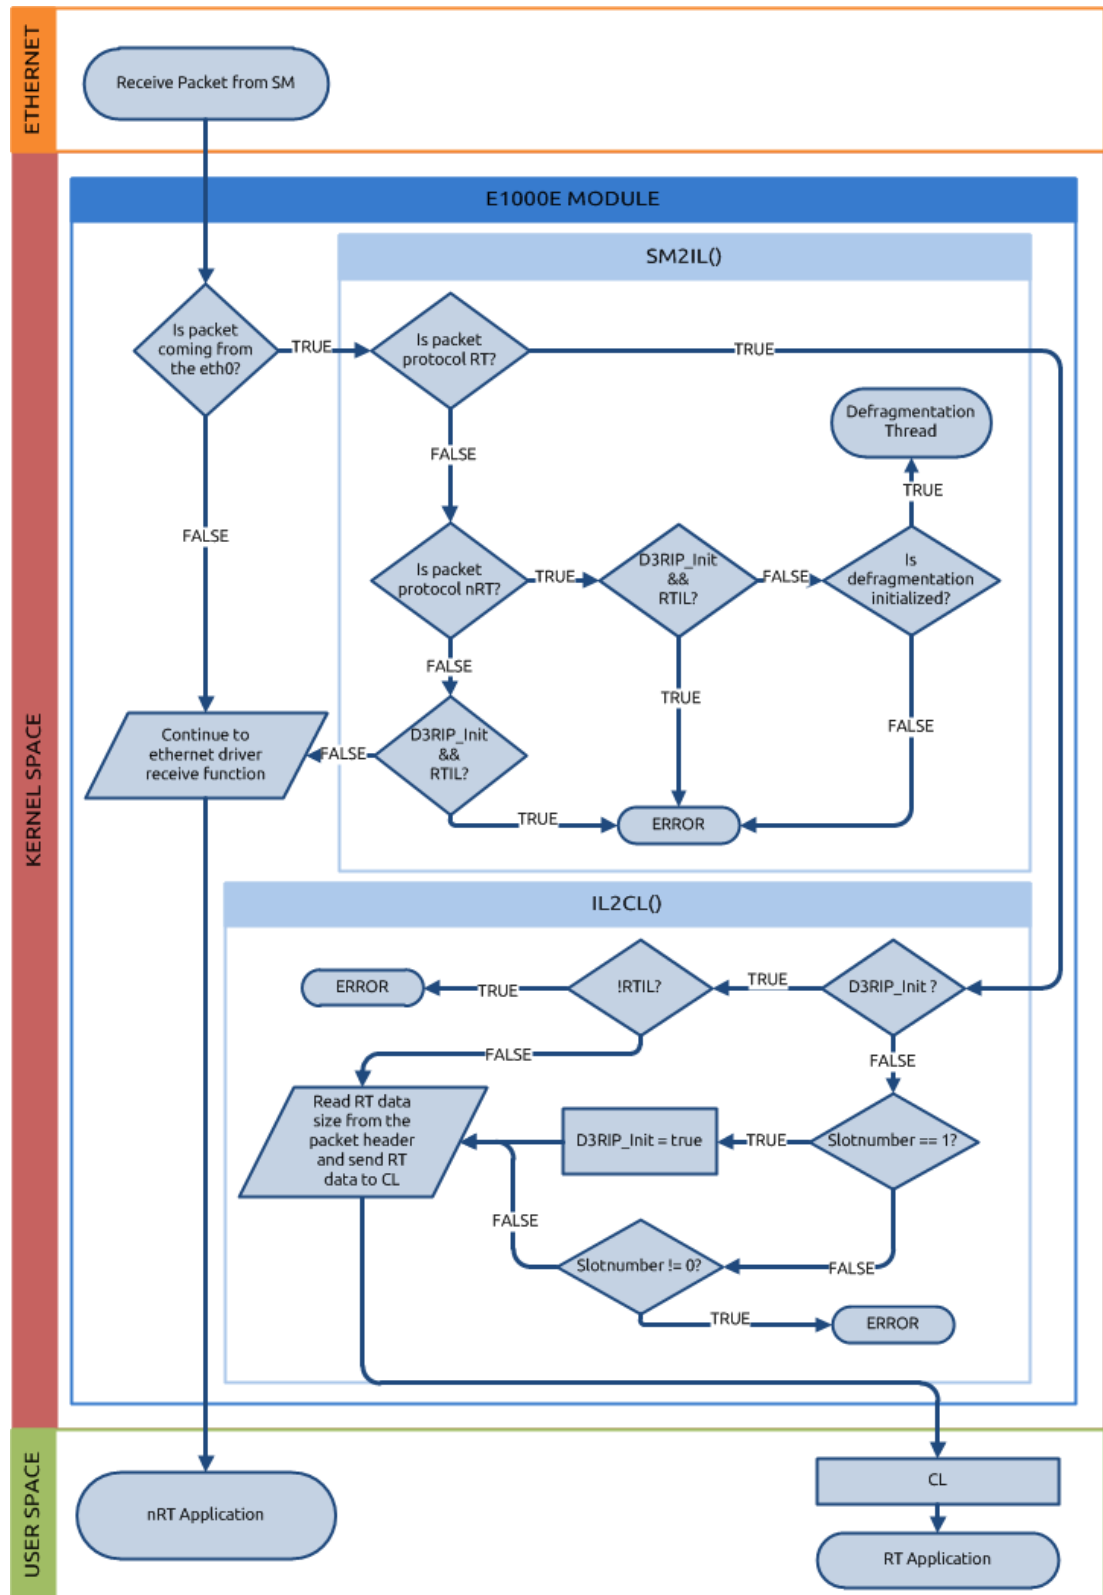 ETHERNET
Receive Packet from SM
KERNEL SPACE
E1000E MODULE
SM2IL()
Is packet
coming from
the eth0?
TRUE
Is packet
protocol RT?
TRUE
Defragmentation
Thread
FALSE
TRUE
FALSE
Is packet
protocol nRT?
TRUE
D3RIP_Init
&&
RTIL?
FALSE
Is
defragmentation
initialized?
FALSE
TRUE
FALSE
Continue to
ethernet driver
receive function
FALSE
D3RIP_Init
&&
RTIL?
TRUE
ERROR
IL2CL()
ERROR
TRUE
!RTIL?
TRUE
D3RIP_Init ?
FALSE
FALSE
Read RT data
size from the
packet header
and send RT
data to CL
D3RIP_Init = true
TRUE
Slotnumber == 1?
FALSE
Slotnumber != 0?
FALSE
TRUE
ERROR
USER SPACE
nRT Application
CL
RT Application